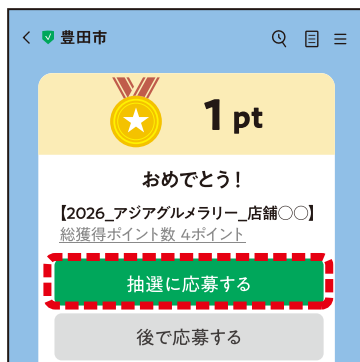 豊田市
1 pt
おめでとう！
【2026_アジアグルメラリー_店舗○○】
総獲得ポイント数 4ポイント
抽選に応募する
後で応募する